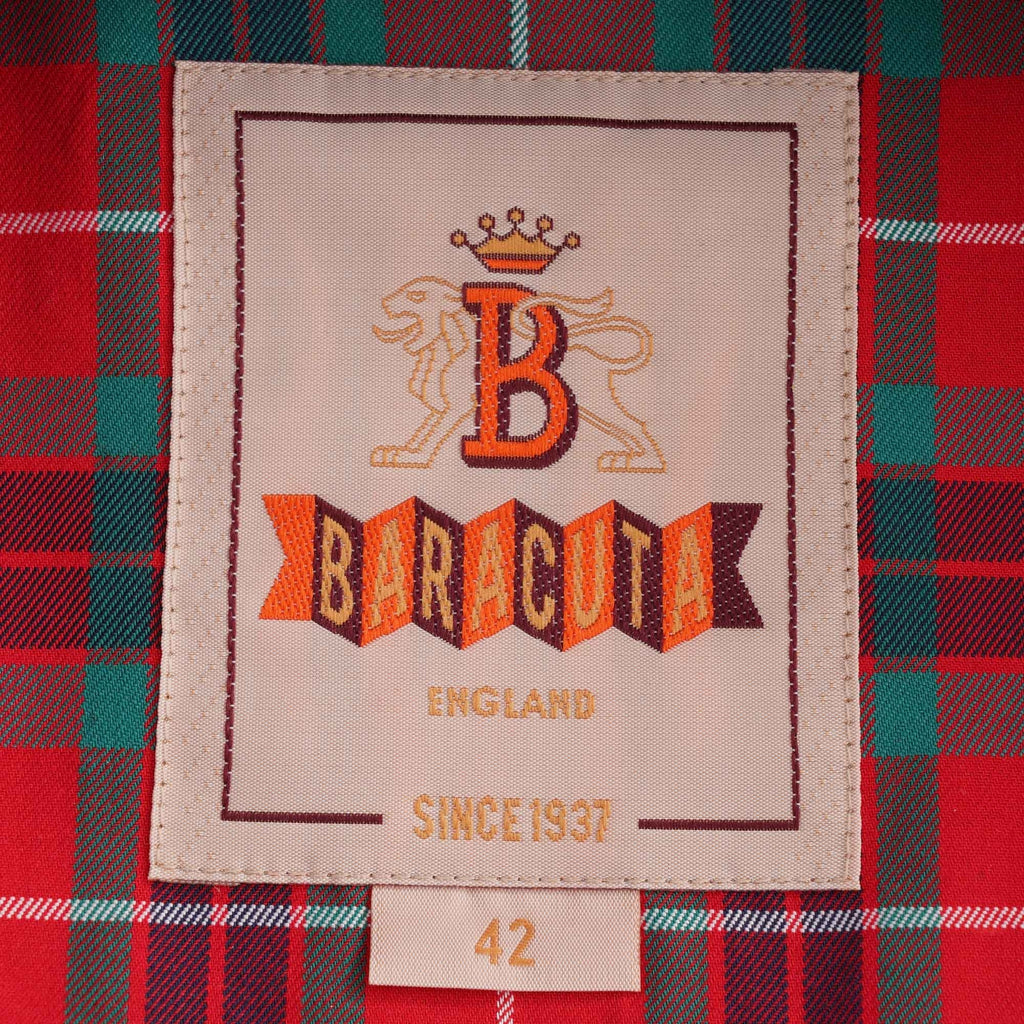 B
BARACUTA
ENGLAND
SINCE 1937
42